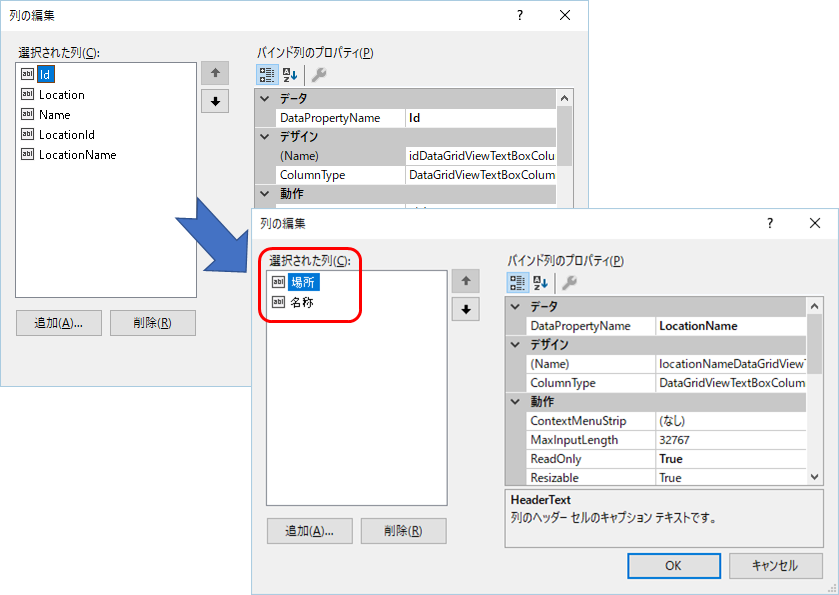 列の編集
?
選択された列(C):
abl Id
abl Location
abl Name
abl LocationId
abl LocationName
追加(A)...
削除(R)
バインド列のプロパティ(P)
データ
DataPropertyName Id
デザイン
(Name) idDataGridViewTextBoxColu
ColumnType DataGridViewTextBoxColum
動作
列の編集
?
選択された列(C):
abl 場所
abl 名称
追加(A)...
削除(R)
バインド列のプロパティ(P)
データ
DataPropertyName LocationName
デザイン
(Name) locationNameDataGridView
ColumnType DataGridViewTextBoxColum
動作
ContextMenuStrip (なし)
MaxInputLength 32767
ReadOnly True
Resizable True
HeaderText
列のヘッダー セルのキャプション テキストです。
OK
キャンセル